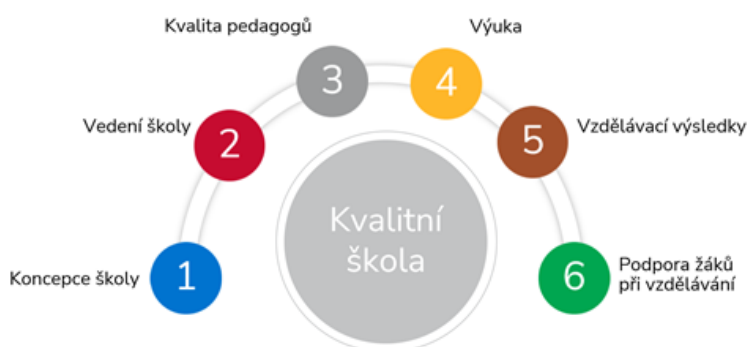 Kvalita pedagogů
Výuka
3
4
Vedení školy
2
5
Vzdělávací výsledky
Kvalitní
škola
Koncepce školy
1
6
Podpora žáků
při vzdělávání